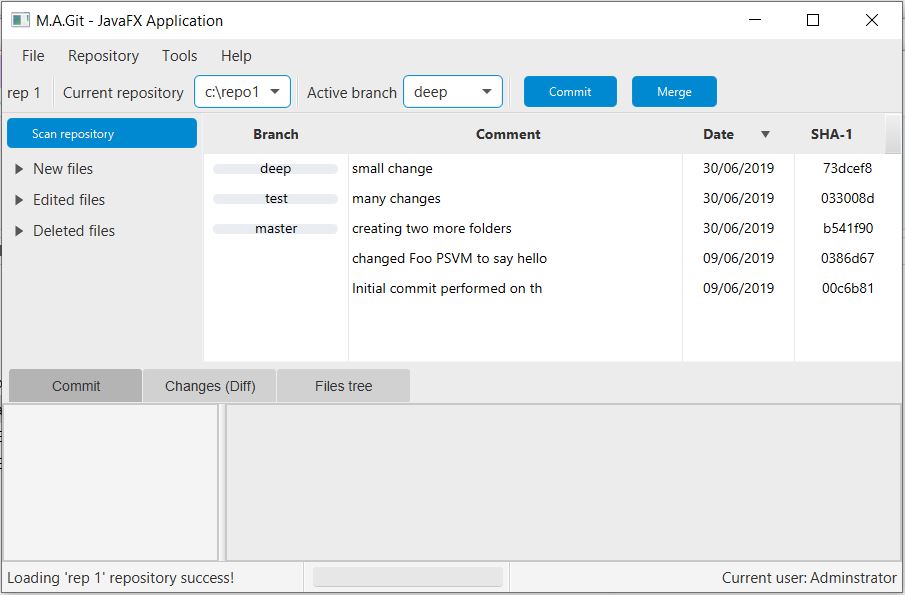 M.A.Git - JavaFX Application
File Repository Tools Help
rep 1 Current repository c:\repo1 Active branch deep Commit Merge
Scan repository
New files
Edited files
Deleted files
Branch Comment Date SHA-1
deep small change 30/06/2019 73dcef8
test many changes 30/06/2019 033008d
master creating two more folders 30/06/2019 b541f90
changed Foo PSVM to say hello 09/06/2019 0386d67
Initial commit performed on th 09/06/2019 00c6b81
Commit Changes (Diff) Files tree
Loading 'rep 1' repository success! Current user: Adminstrator